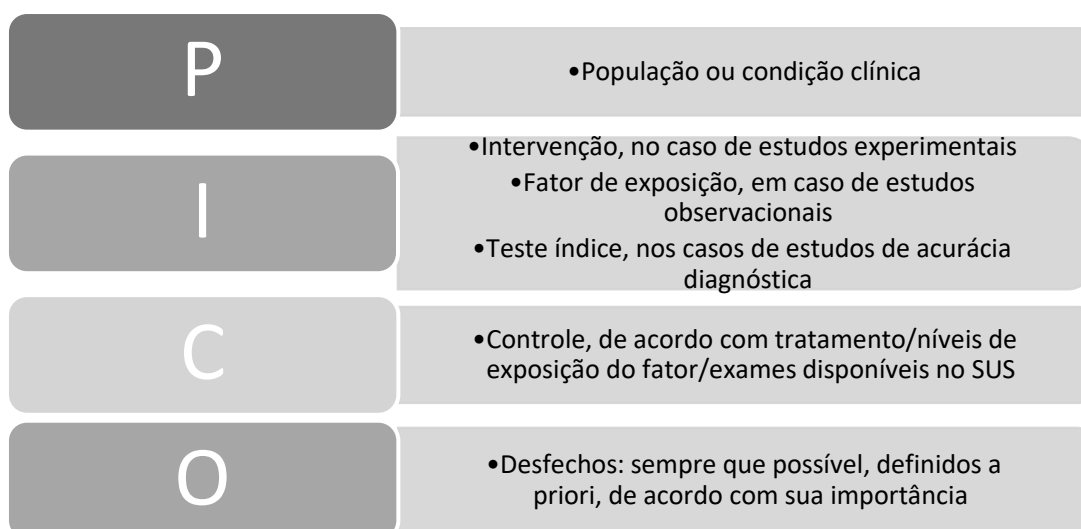 P
•População ou condição clínica
I
•Intervenção, no caso de estudos experimentais
•Fator de exposição, em caso de estudos
observacionais
•Teste índice, nos casos de estudos de acurácia
diagnóstica
C
•Controle, de acordo com tratamento/níveis de
exposição do fator/exames disponíveis no SUS
O
•Desfechos: sempre que possível, definidos a
priori, de acordo com sua importância